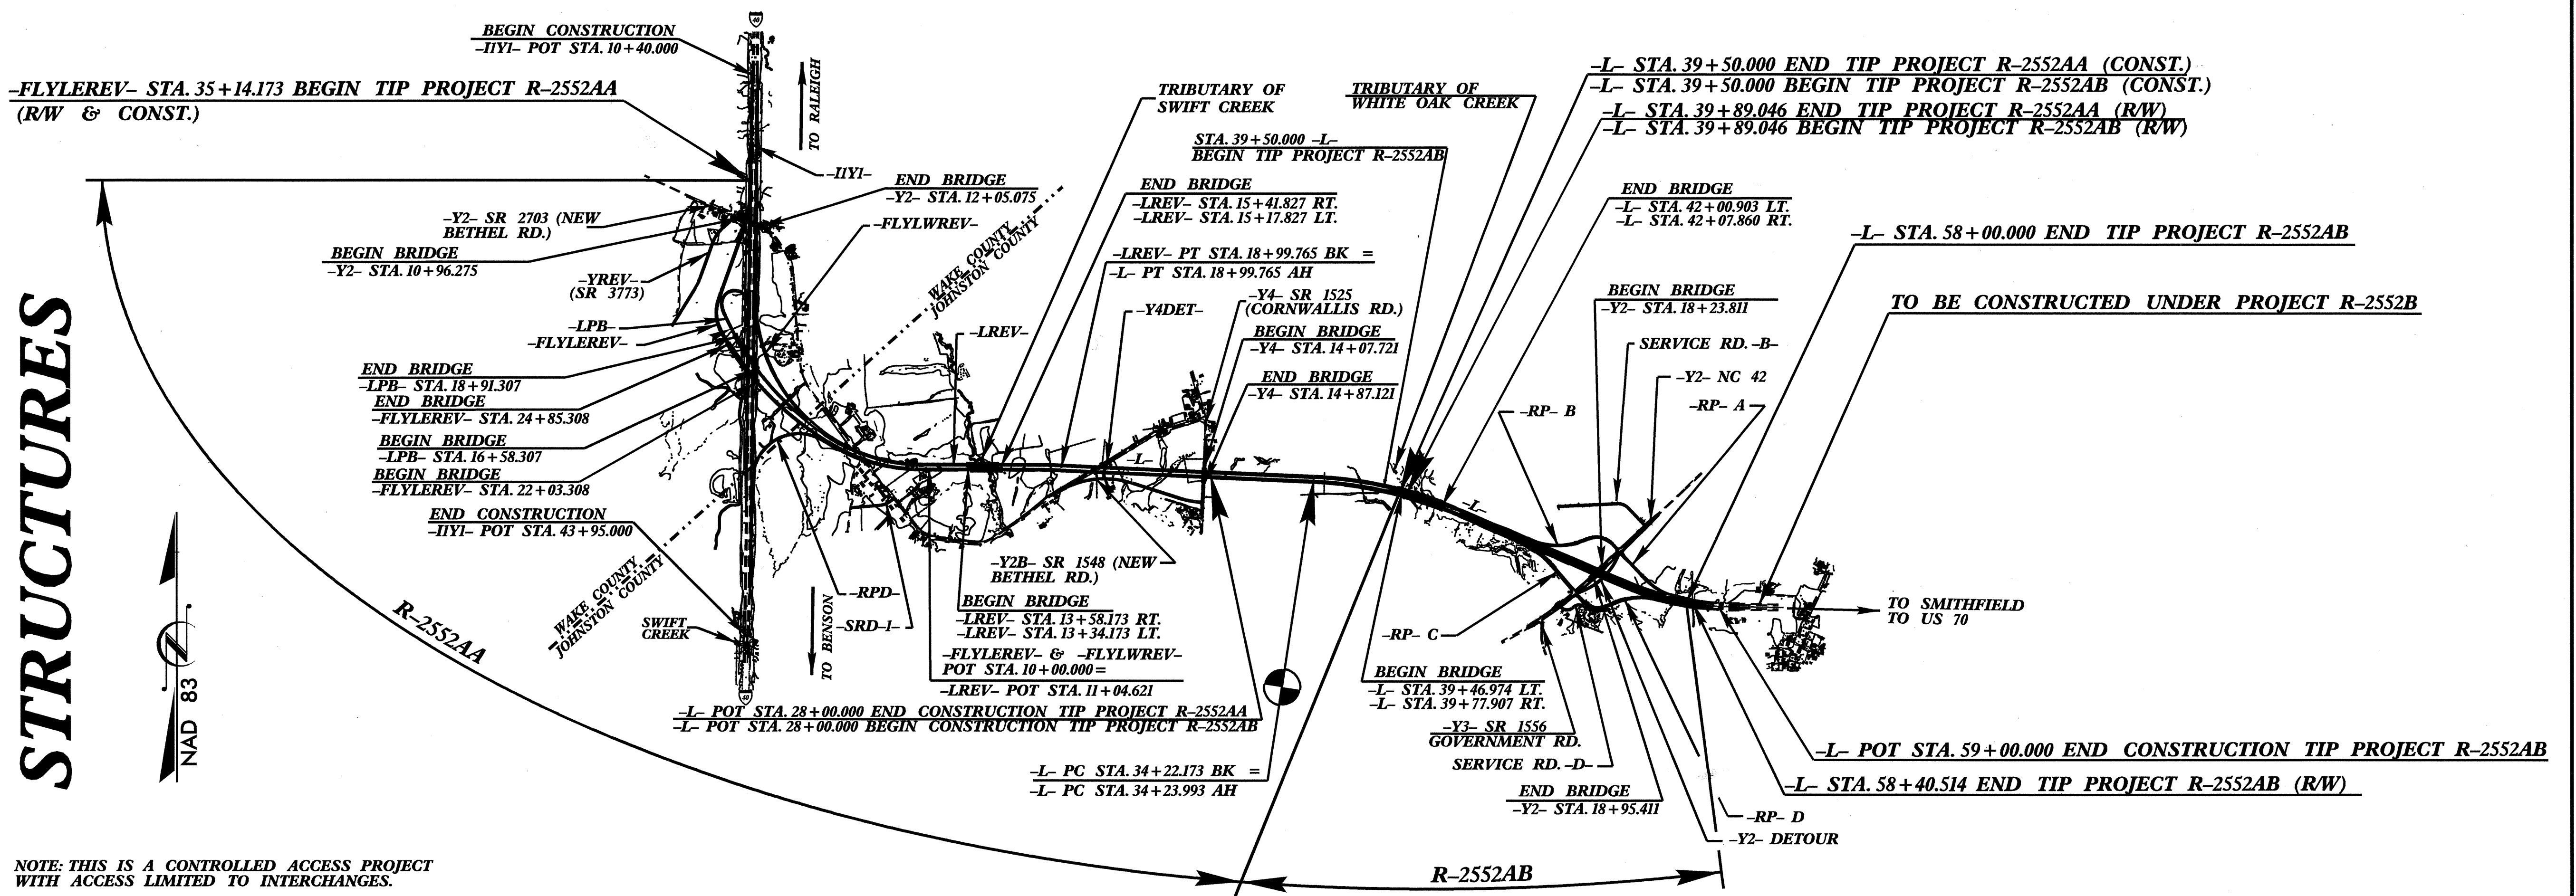 STRUCTURES
40
BEGIN CONSTRUCTION
-I1Y1- POT STA. 10+40.000
-FLYLEREV- STA. 35+14.173 BEGIN TIP PROJECT R-2552AA
(R/W & CONST.)
TO RALEIGH
-I1Y1-
END BRIDGE
-Y2- STA. 12+05.075
-FLYLWREV-
-Y2- SR 2703 (NEW
BETHEL RD.)
BEGIN BRIDGE
-Y2- STA. 10+96.275
-YREV-
(SR 3773)
-LPB-
-FLYLEREV-
END BRIDGE
-LPB- STA. 18+91.307
END BRIDGE
-FLYLEREV- STA. 24+85.308
BEGIN BRIDGE
-LPB- STA. 16+58.307
BEGIN BRIDGE
-FLYLEREV- STA. 22+03.308
END CONSTRUCTION
-I1Y1- POT STA. 43+95.000
WAKE COUNTY
JOHNSTON COUNTY
WAKE COUNTY
JOHNSTON COUNTY
SWIFT
CREEK
40
TO BENSON
-RPD-
-SRD-1-
-LREV-
TRIBUTARY OF
SWIFT CREEK
TRIBUTARY OF
WHITE OAK CREEK
STA. 39+50.000 -L-
BEGIN TIP PROJECT R-2552AB
END BRIDGE
-LREV- STA. 15+41.827 RT.
-LREV- STA. 15+17.827 LT.
-LREV- PT STA. 18+99.765 BK =
-L- PT STA. 18+99.765 AH
-Y4DET-
-Y4- SR 1525
(CORNWALLIS RD.)
BEGIN BRIDGE
-Y4- STA. 14+07.721
END BRIDGE
-Y4- STA. 14+87.121
-L-
-Y2B- SR 1548 (NEW
BETHEL RD.)
BEGIN BRIDGE
-LREV- STA. 13+58.173 RT.
-LREV- STA. 13+34.173 LT.
-FLYLEREV- & -FLYLWREV-
POT STA. 10+00.000 =
-LREV- POT STA. 11+04.621
-L- POT STA. 28+00.000 END CONSTRUCTION TIP PROJECT R-2552AA
-L- POT STA. 28+00.000 BEGIN CONSTRUCTION TIP PROJECT R-2552AB
-L- PC STA. 34+22.173 BK =
-L- PC STA. 34+23.993 AH
-L- STA. 39+50.000 END TIP PROJECT R-2552AA (CONST.)
-L- STA. 39+50.000 BEGIN TIP PROJECT R-2552AB (CONST.)
-L- STA. 39+89.046 END TIP PROJECT R-2552AA (R/W)
-L- STA. 39+89.046 BEGIN TIP PROJECT R-2552AB (R/W)
END BRIDGE
-L- STA. 42+00.903 LT.
-L- STA. 42+07.860 RT.
-L- STA. 58+00.000 END TIP PROJECT R-2552AB
BEGIN BRIDGE
-Y2- STA. 18+23.811
TO BE CONSTRUCTED UNDER PROJECT R-2552B
SERVICE RD. -B-
-Y2- NC 42
-RP- A
-RP- B
-L-
-RP- C
TO SMITHFIELD
TO US 70
BEGIN BRIDGE
-L- STA. 39+46.974 LT.
-L- STA. 39+77.907 RT.
-Y3- SR 1556
GOVERNMENT RD.
SERVICE RD. -D-
END BRIDGE
-Y2- STA. 18+95.411
-L- POT STA. 59+00.000 END CONSTRUCTION TIP PROJECT R-2552AB
-L- STA. 58+40.514 END TIP PROJECT R-2552AB (R/W)
-RP- D
-Y2- DETOUR
R-2552AA
R-2552AB
NAD 83
NOTE: THIS IS A CONTROLLED ACCESS PROJECT
WITH ACCESS LIMITED TO INTERCHANGES.